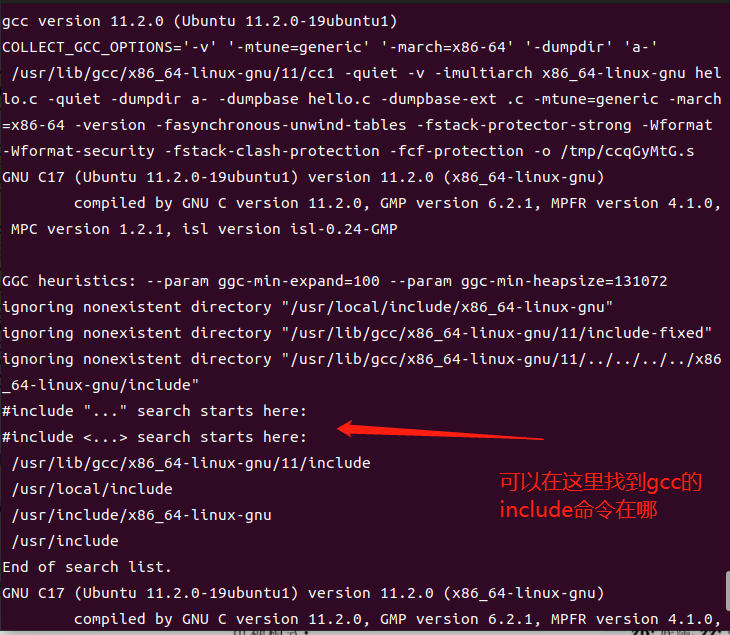 gcc version 11.2.0 (Ubuntu 11.2.0-19ubuntu1)
COLLECT_GCC_OPTIONS='-v' '-mtune=generic' '-march=x86-64' '-dumpdir' 'a-'
 /usr/lib/gcc/x86_64-linux-gnu/11/cc1 -quiet -v -imultiarch x86_64-linux-gnu hel
lo.c -quiet -dumpdir a- -dumpbase hello.c -dumpbase-ext .c -mtune=generic -march
=x86-64 -version -fasynchronous-unwind-tables -fstack-protector-strong -Wformat
-Wformat-security -fstack-clash-protection -fcf-protection -o /tmp/ccqGyMtG.s
GNU C17 (Ubuntu 11.2.0-19ubuntu1) version 11.2.0 (x86_64-linux-gnu)
        compiled by GNU C version 11.2.0, GMP version 6.2.1, MPFR version 4.1.0,
 MPC version 1.2.1, isl version isl-0.24-GMP

GGC heuristics: --param ggc-min-expand=100 --param ggc-min-heapsize=131072
ignoring nonexistent directory "/usr/local/include/x86_64-linux-gnu"
ignoring nonexistent directory "/usr/lib/gcc/x86_64-linux-gnu/11/include-fixed"
ignoring nonexistent directory "/usr/lib/gcc/x86_64-linux-gnu/11/../../../../x86
_64-linux-gnu/include"
#include "..." search starts here:
#include <...> search starts here:
 /usr/lib/gcc/x86_64-linux-gnu/11/include
 /usr/local/include
 /usr/include/x86_64-linux-gnu
 /usr/include
可以在这里找到gcc的
include命令在哪
End of search list.
GNU C17 (Ubuntu 11.2.0-19ubuntu1) version 11.2.0 (x86_64-linux-gnu)
        compiled by GNU C version 11.2.0, GMP version 6.2.1, MPFR version 4.1.0,